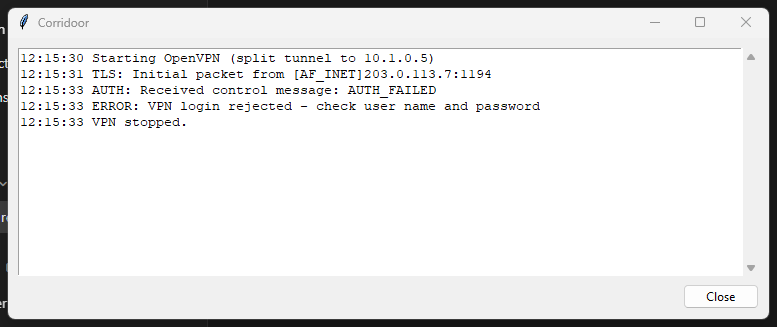 Corridoor
12:15:30 Starting OpenVPN (split tunnel to 10.1.0.5)
12:15:31 TLS: Initial packet from [AF_INET]203.0.113.7:1194
12:15:33 AUTH: Received control message: AUTH_FAILED
12:15:33 ERROR: VPN login rejected - check user name and password
12:15:33 VPN stopped.
Close